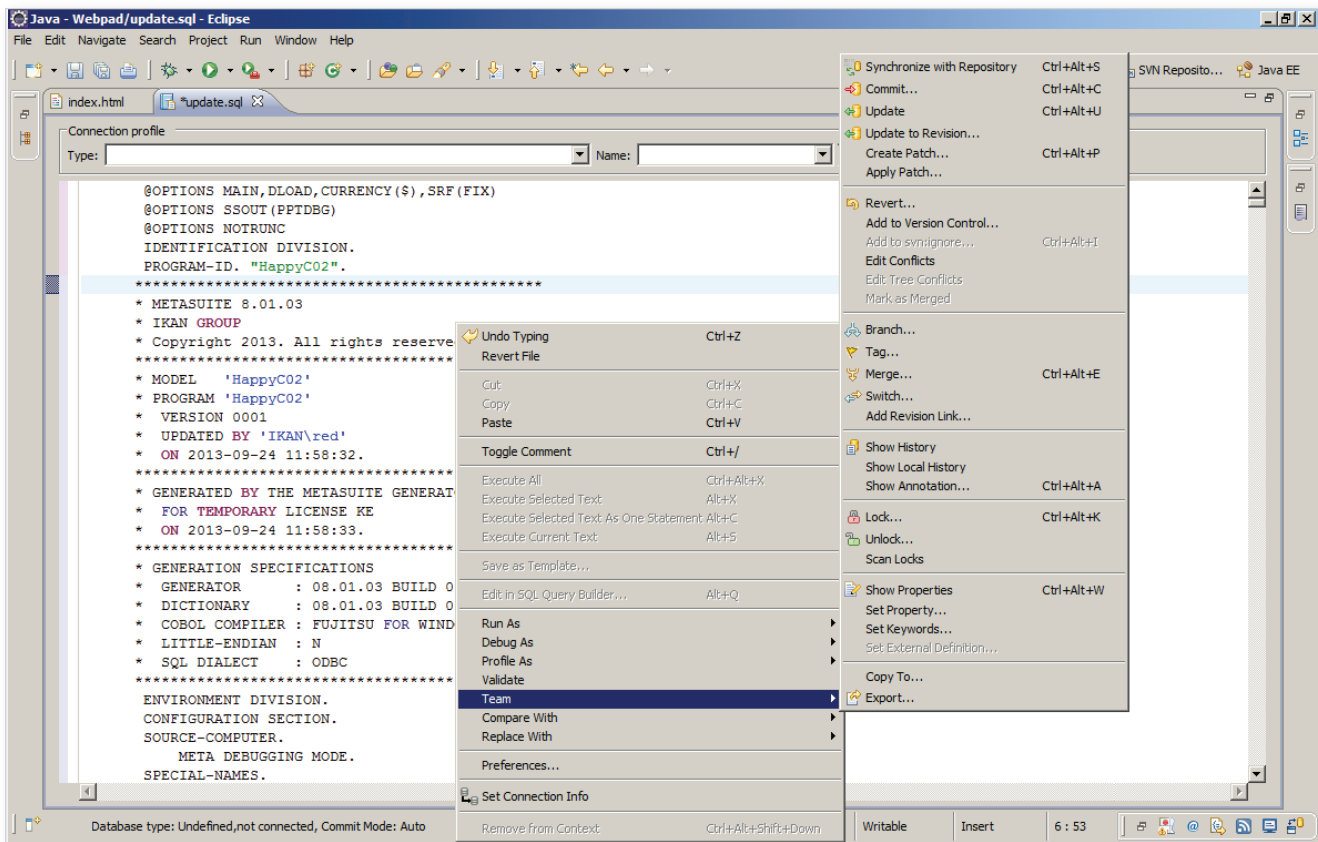 Java - Webpad/update.sql - Eclipse
File Edit Navigate Search Project Run Window Help
SVN Reposito... Java EE
index.html *update.sql
Connection profile
Type: Name:
@OPTIONS MAIN,DLOAD,CURRENCY($),SRF(FIX)
@OPTIONS SSOUT(PPTDBG)
@OPTIONS NOTRUNC
IDENTIFICATION DIVISION.
PROGRAM-ID. "HappyC02".
***********************************************
* METASUITE 8.01.03
* IKAN GROUP
* Copyright 2013. All rights reserve
*************************************
* MODEL 'HappyC02'
* PROGRAM 'HappyC02'
* VERSION 0001
* UPDATED BY 'IKAN\red'
* ON 2013-09-24 11:58:32.
*************************************
* GENERATED BY THE METASUITE GENERAT
* FOR TEMPORARY LICENSE KE
* ON 2013-09-24 11:58:33.
*************************************
* GENERATION SPECIFICATIONS
* GENERATOR : 08.01.03 BUILD 0
* DICTIONARY : 08.01.03 BUILD 0
* COBOL COMPILER : FUJITSU FOR WIND
* LITTLE-ENDIAN : N
* SQL DIALECT : ODBC
*************************************
ENVIRONMENT DIVISION.
CONFIGURATION SECTION.
SOURCE-COMPUTER.
META DEBUGGING MODE.
SPECIAL-NAMES.
Undo Typing Ctrl+Z
Revert File
Cut Ctrl+X
Copy Ctrl+C
Paste Ctrl+V
Toggle Comment Ctrl+/
Execute All Ctrl+Alt+X
Execute Selected Text Alt+X
Execute Selected Text As One Statement Alt+C
Execute Current Text Alt+S
Save as Template...
Edit in SQL Query Builder... Alt+Q
Run As
Debug As
Profile As
Validate
Team
Compare With
Replace With
Preferences...
Set Connection Info
Remove from Context Ctrl+Alt+Shift+Down
Synchronize with Repository Ctrl+Alt+S
Commit... Ctrl+Alt+C
Update Ctrl+Alt+U
Update to Revision...
Create Patch... Ctrl+Alt+P
Apply Patch...
Revert...
Add to Version Control...
Add to svn:ignore... Ctrl+Alt+I
Edit Conflicts
Edit Tree Conflicts
Mark as Merged
Branch...
Tag...
Merge... Ctrl+Alt+E
Switch...
Add Revision Link...
Show History
Show Local History
Show Annotation... Ctrl+Alt+A
Lock... Ctrl+Alt+K
Unlock...
Scan Locks
Show Properties Ctrl+Alt+W
Set Property...
Set Keywords...
Set External Definition...
Copy To...
Export...
Database type: Undefined,not connected, Commit Mode: Auto
Writable Insert 6 : 53